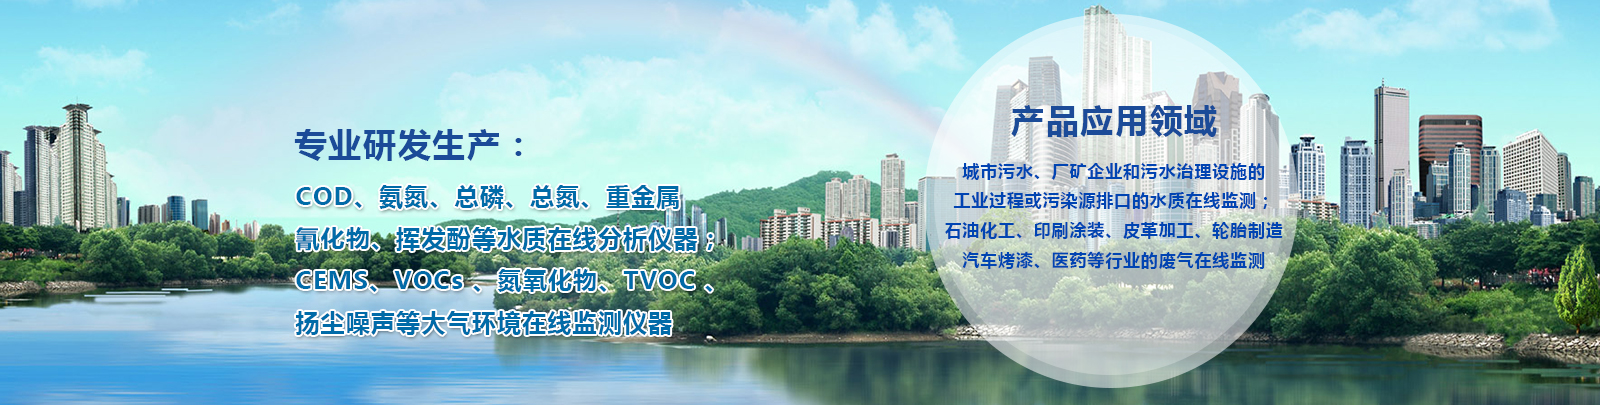 专业研发生产：
COD、氨氮、总磷、总氮、重金属
氰化物、挥发酚等水质在线分析仪器；
CEMS、VOCs 、氮氧化物、TVOC 、
扬尘噪声等大气环境在线监测仪器
产品应用领域
城市污水、厂矿企业和污水治理设施的
工业过程或污染源排口的水质在线监测；
石油化工、印刷涂装、皮革加工、轮胎制造
汽车烤漆、医药等行业的废气在线监测